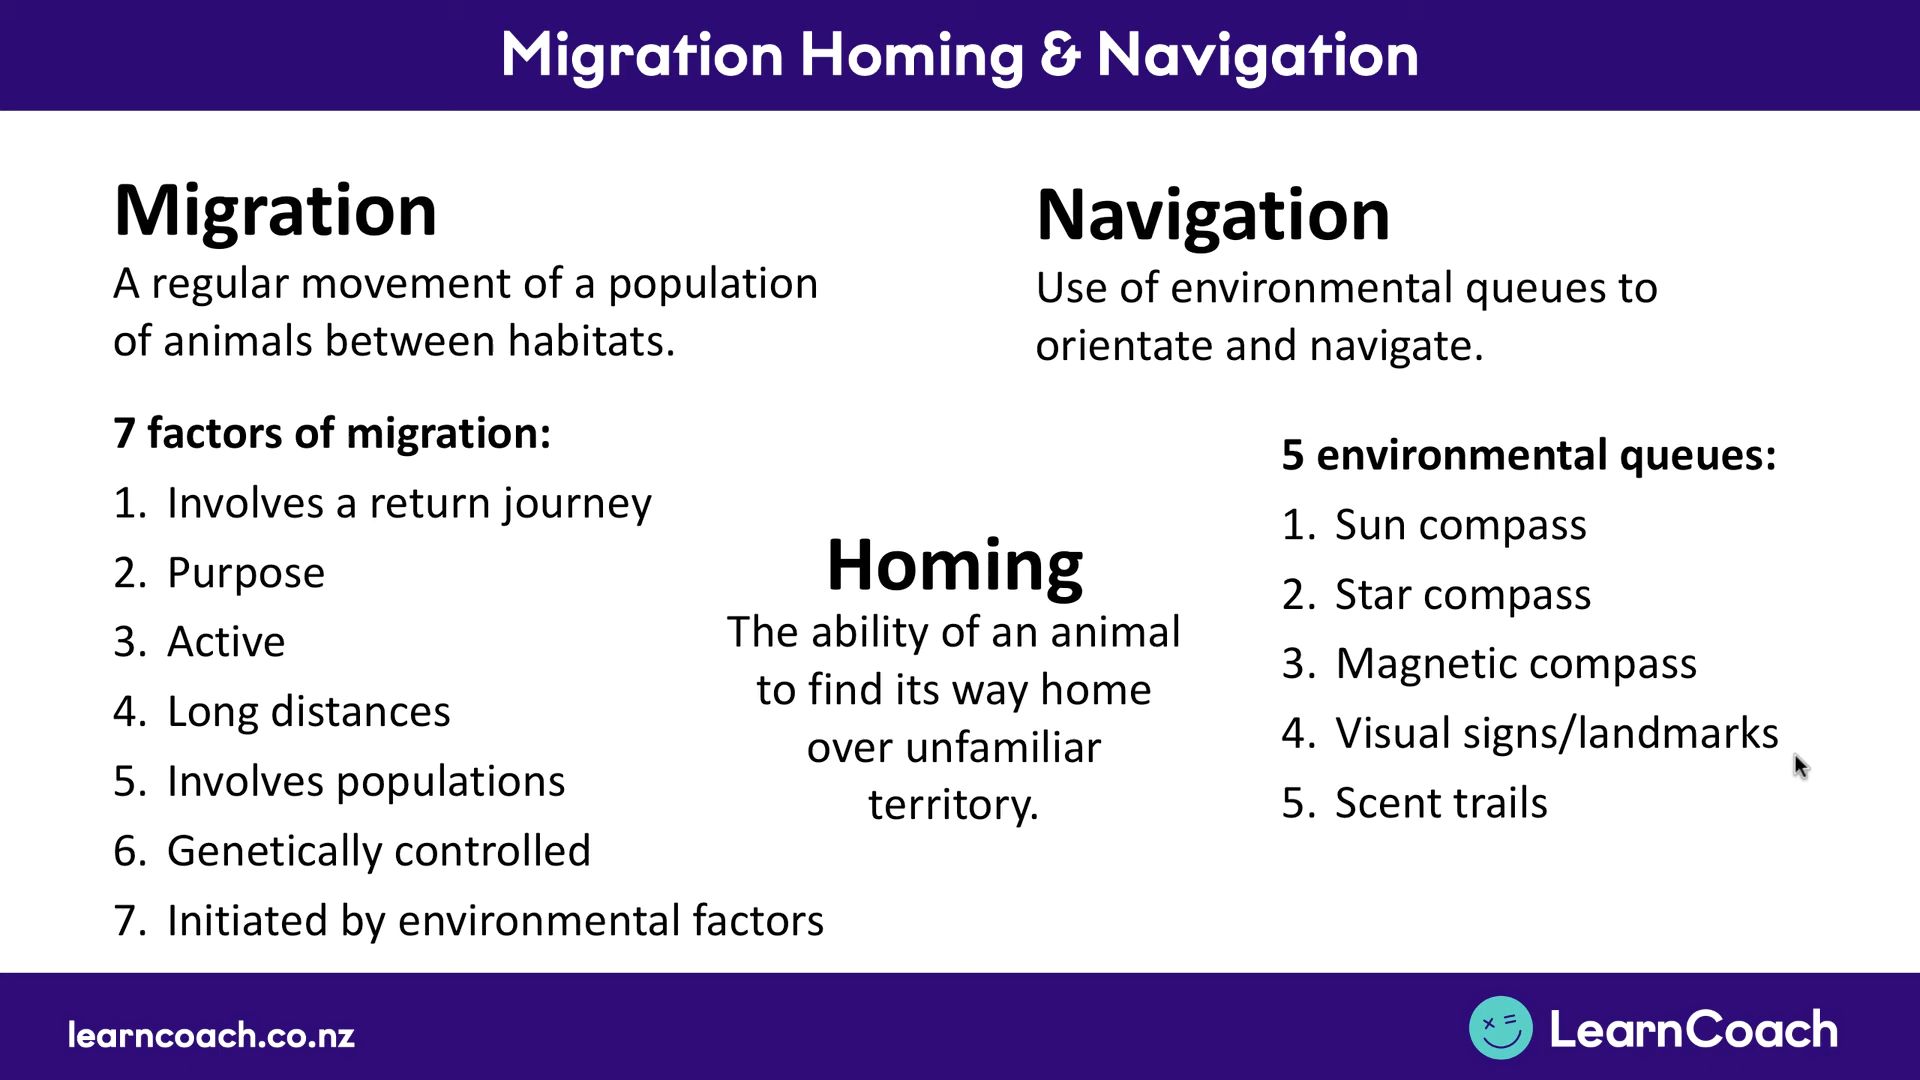 Migration Homing & Navigation
Migration
A regular movement of a population
of animals between habitats.
7 factors of migration:
1. Involves a return journey
2. Purpose
3. Active
4. Long distances
5. Involves populations
6. Genetically controlled
7. Initiated by environmental factors
Homing
The ability of an animal
to find its way home
over unfamiliar
territory.
Navigation
Use of environmental queues to
orientate and navigate.
5 environmental queues:
1. Sun compass
2. Star compass
3. Magnetic compass
4. Visual signs/landmarks
5. Scent trails
learncoach.co.nz
LearnCoach